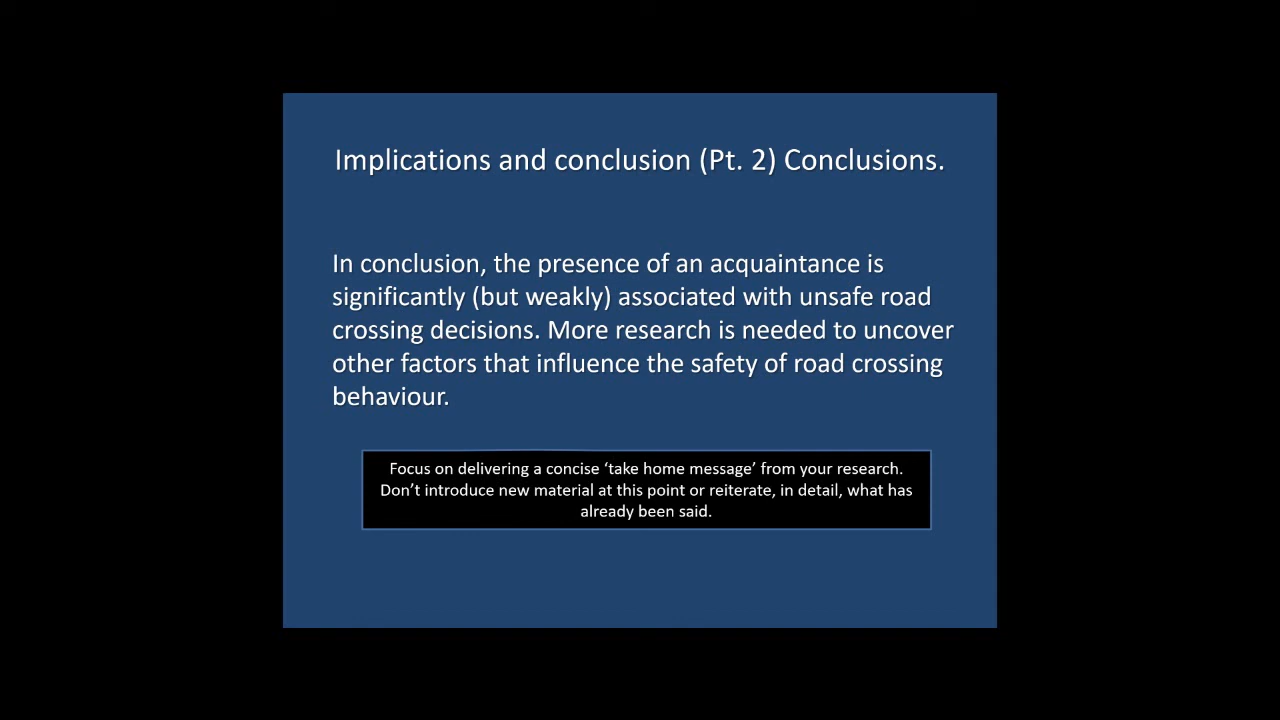 Implications and conclusion (Pt. 2) Conclusions.
In conclusion, the presence of an acquaintance is
significantly (but weakly) associated with unsafe road
crossing decisions. More research is needed to uncover
other factors that influence the safety of road crossing
behaviour.
Focus on delivering a concise ‘take home message’ from your research.
Don’t introduce new material at this point or reiterate, in detail, what has
already been said.